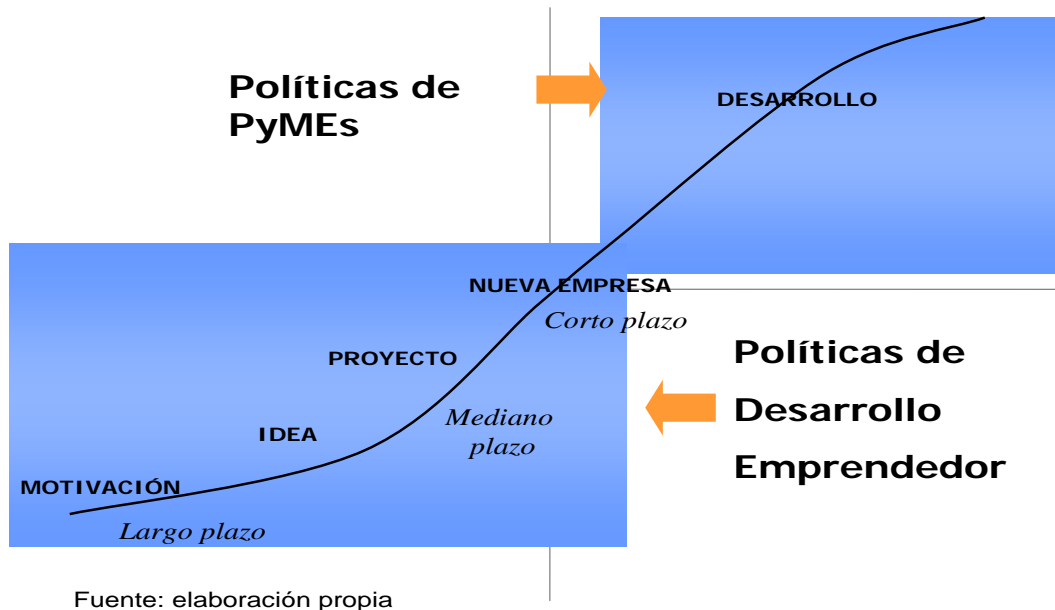 Políticas de
PyMEs
DESARROLLO
NUEVA EMPRESA
Corto plazo
PROYECTO
Políticas de
Desarrollo
Emprendedor
Mediano
plazo
IDEA
MOTIVACIÓN
Largo plazo
Fuente: elaboración propia